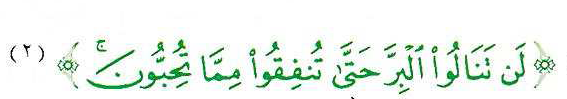 ﴿ لَن تَنَالُوا۟ ٱلْبِرَّ حَتَّىٰ تُنفِقُوا۟ مِمَّا تُحِبُّونَ ۚ ﴾ (٢)